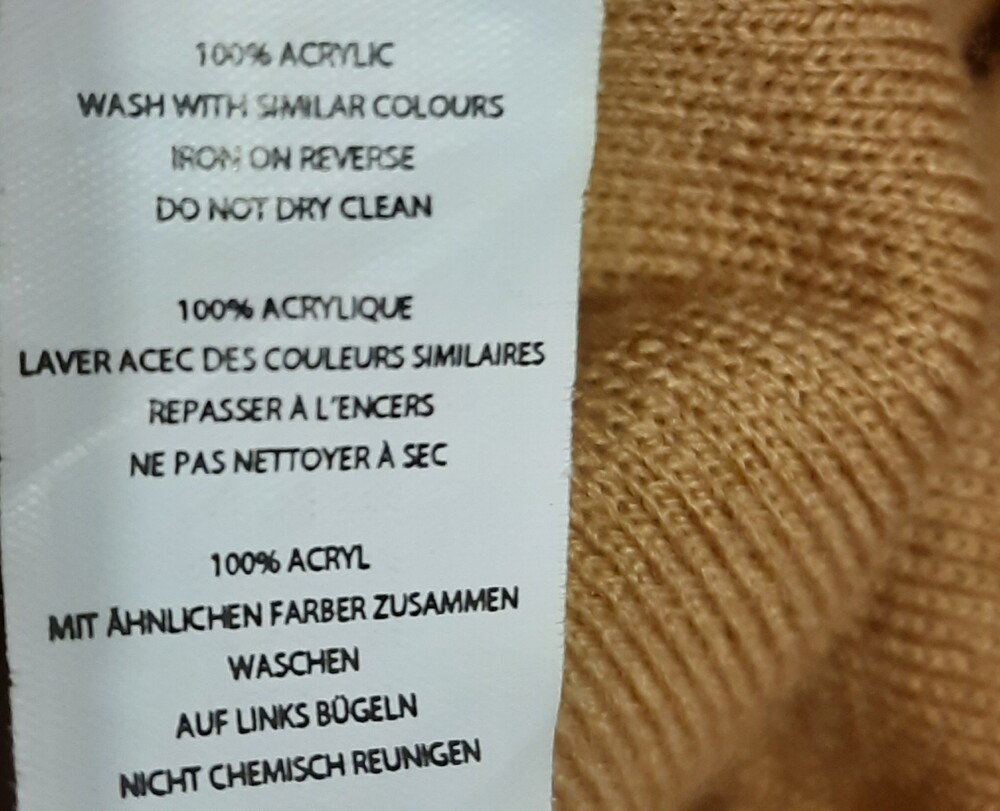 100% ACRYLIC
WASH WITH SIMILAR COLOURS
IRON ON REVERSE
DO NOT DRY CLEAN
100% ACRYLIQUE
LAVER ACEC DES COULEURS SIMILAIRES
REPASSER À L'ENCERS
NE PAS NETTOYER À SEC
100% ACRYL
MIT ÄHNLICHEN FARBER ZUSAMMEN
WASCHEN
AUF LINKS BÜGELN
NICHT CHEMISCH REUNIGEN